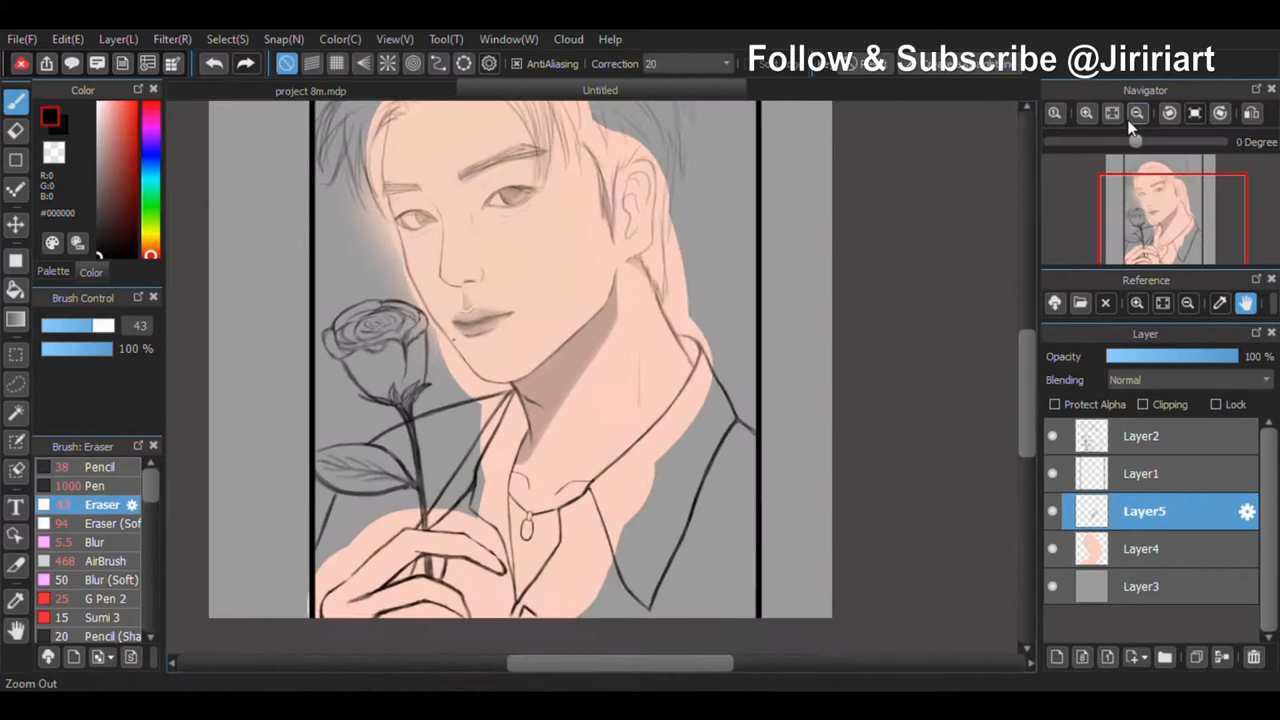 File(F) Edit(E) Layer(L) Filter(R) Select(S) Snap(N) Color(C) View(V) Tool(T) Window(W) Cloud Help
Follow & Subscribe @Jiririart
AntiAliasing Correction 20
project 8m.mdp Untitled
Color
R:0
G:0
B:0
#000000
Palette Color
Brush Control
43
100 %
Brush: Eraser
38 Pencil
1000 Pen
43 Eraser
94 Eraser (Sof
5.5 Blur
468 AirBrush
50 Blur (Soft)
25 G Pen 2
15 Sumi 3
20 Pencil (Sha
Zoom Out
Navigator
0 Degree
Reference
Layer
Opacity 100 %
Blending Normal
Protect Alpha Clipping Lock
Layer2
Layer1
Layer5
Layer4
Layer3